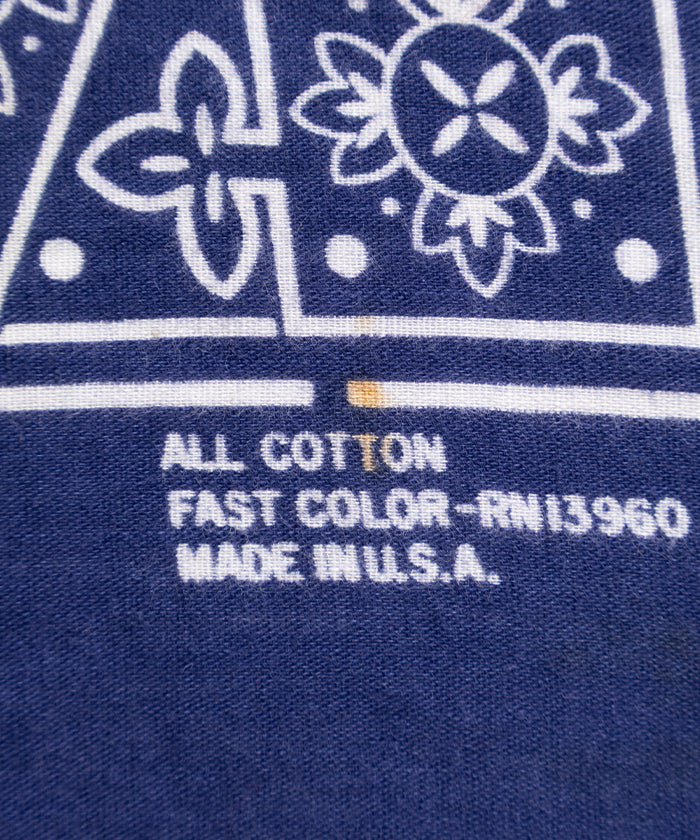 ALL COTTON
FAST COLOR-RN13960
MADE IN U.S.A.